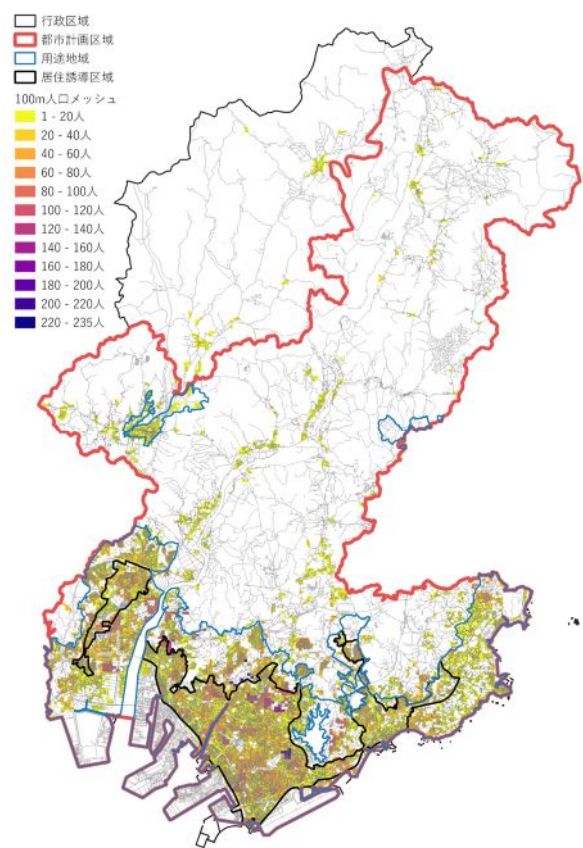 行政区域
都市計画区域
用途地域
居住誘導区域
100m人口メッシュ
1 - 20人
20 - 40人
40 - 60人
60 - 80人
80 - 100人
100 - 120人
120 - 140人
140 - 160人
160 - 180人
180 - 200人
200 - 220人
220 - 235人